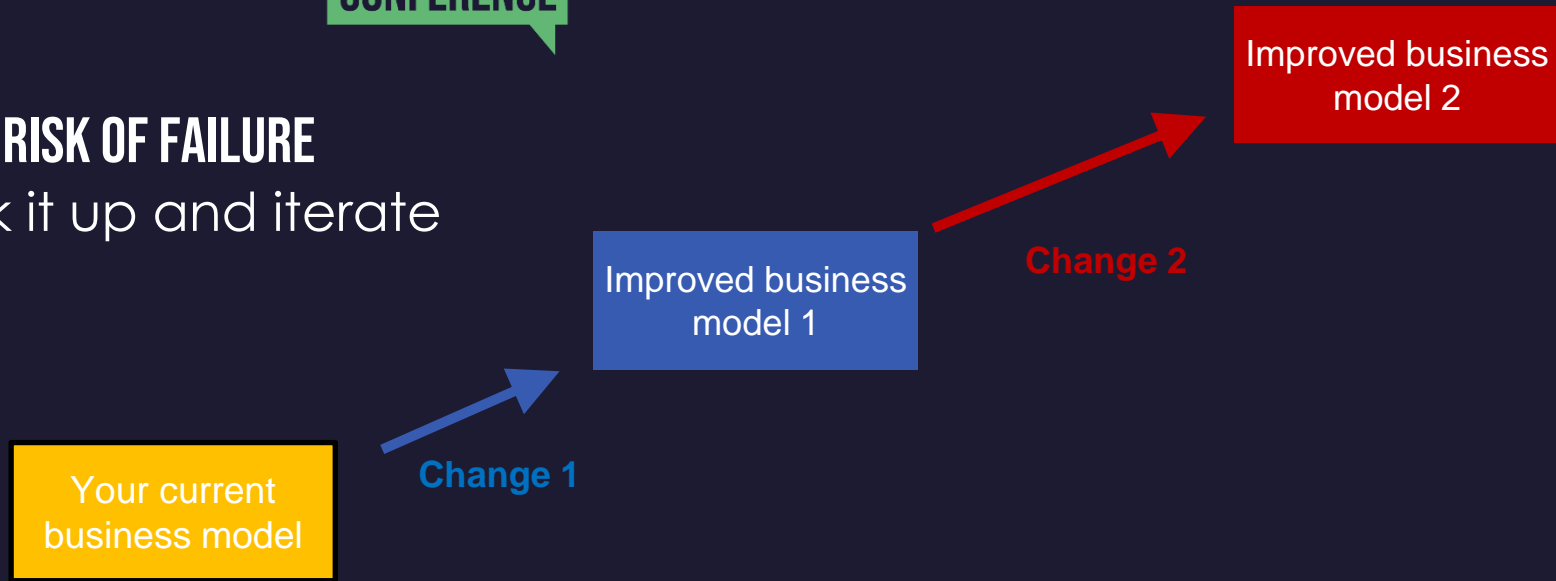 CONFERENCE
RISK OF FAILURE
it up and iterate
Improved business
model 2
Improved business
model 1
Change 2
Change 1
Your current
business model